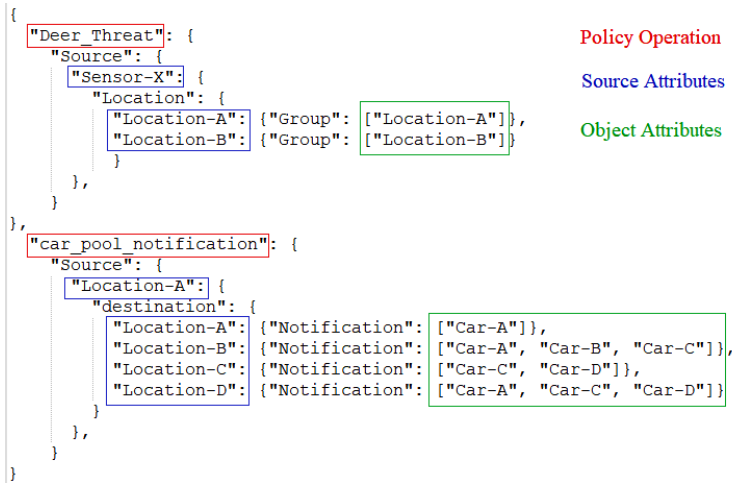 {
"Deer_Threat": {
Policy Operation
"Source": {
"Sensor-X": {
Source Attributes
"Location": {
"Location-A": {"Group": ["Location-A"]},
Object Attributes
"Location-B": {"Group": ["Location-B"]}
}
},
}
},
"car_pool_notification": {
"Source": {
"Location-A": {
"destination": {
"Location-A": {"Notification": ["Car-A"]},
"Location-B": {"Notification": ["Car-A", "Car-B", "Car-C"]},
"Location-C": {"Notification": ["Car-C", "Car-D"]},
"Location-D": {"Notification": ["Car-A", "Car-C", "Car-D"]}
}
},
}
}